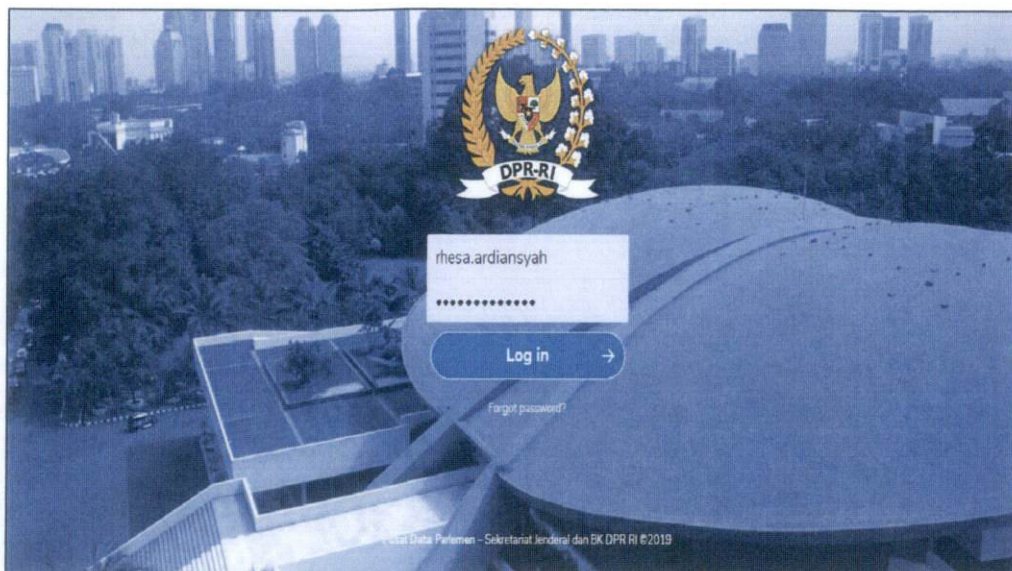 DPR-RI
rhesa.ardiansyah
•••••••••••••
Log in →
Forgot password?
Data Parlemen – Sekretariat Jenderal dan BK DPR RI ©2019